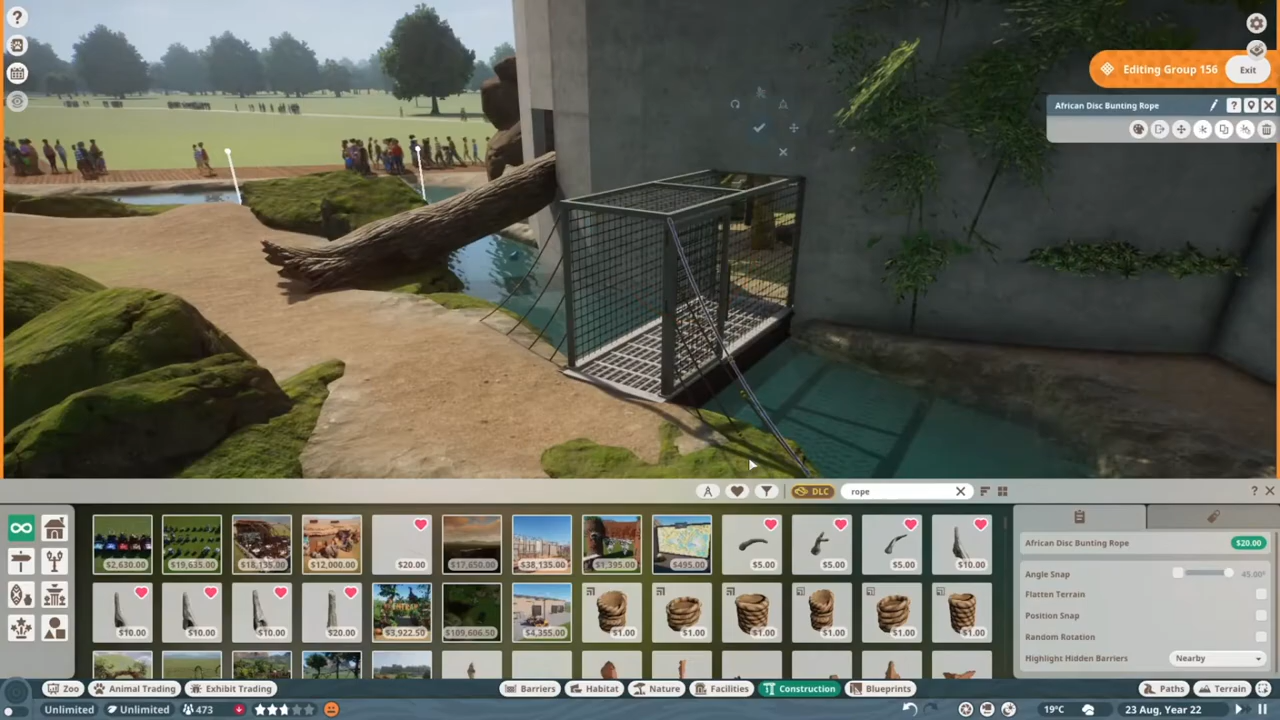 ?
Editing Group 156
Exit
African Disc Bunting Rope
?
DLC
rope
?
$2,630.00
$19,635.00
$18,135.00
$12,000.00
$20.00
$17,650.00
$38,135.00
$1,395.00
$495.00
$5.00
$5.00
$5.00
$10.00
$10.00
$10.00
$10.00
$20.00
$3,922.50
$109,606.50
$4,355.00
$1.00
$1.00
$1.00
$1.00
$1.00
$1.00
African Disc Bunting Rope
$20.00
Angle Snap
45.00°
Flatten Terrain
Position Snap
Random Rotation
Highlight Hidden Barriers
Nearby
Zoo
Animal Trading
Exhibit Trading
Barriers
Habitat
Nature
Facilities
Construction
Blueprints
Paths
Terrain
Unlimited
Unlimited
473
19°C
23 Aug, Year 22